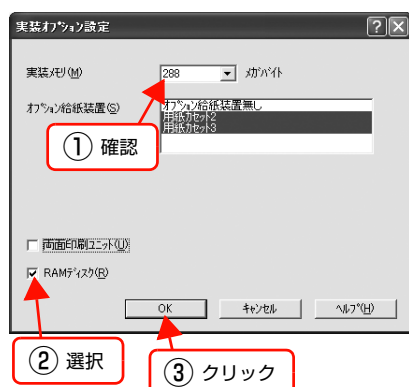 実装ｵﾌﾟｼｮﾝ設定
実装ﾒﾓﾘ(M)
288
ﾒｶﾞﾊﾞｲﾄ
ｵﾌﾟｼｮﾝ給紙装置(S)
ｵﾌﾟｼｮﾝ給紙装置無し
用紙ｶｾｯﾄ2
用紙ｶｾｯﾄ3
① 確認
両面印刷ﾕﾆｯﾄ(U)
RAMﾃﾞｨｽｸ(R)
OK
ｷｬﾝｾﾙ
ﾍﾙﾌﾟ(H)
② 選択
③ クリック